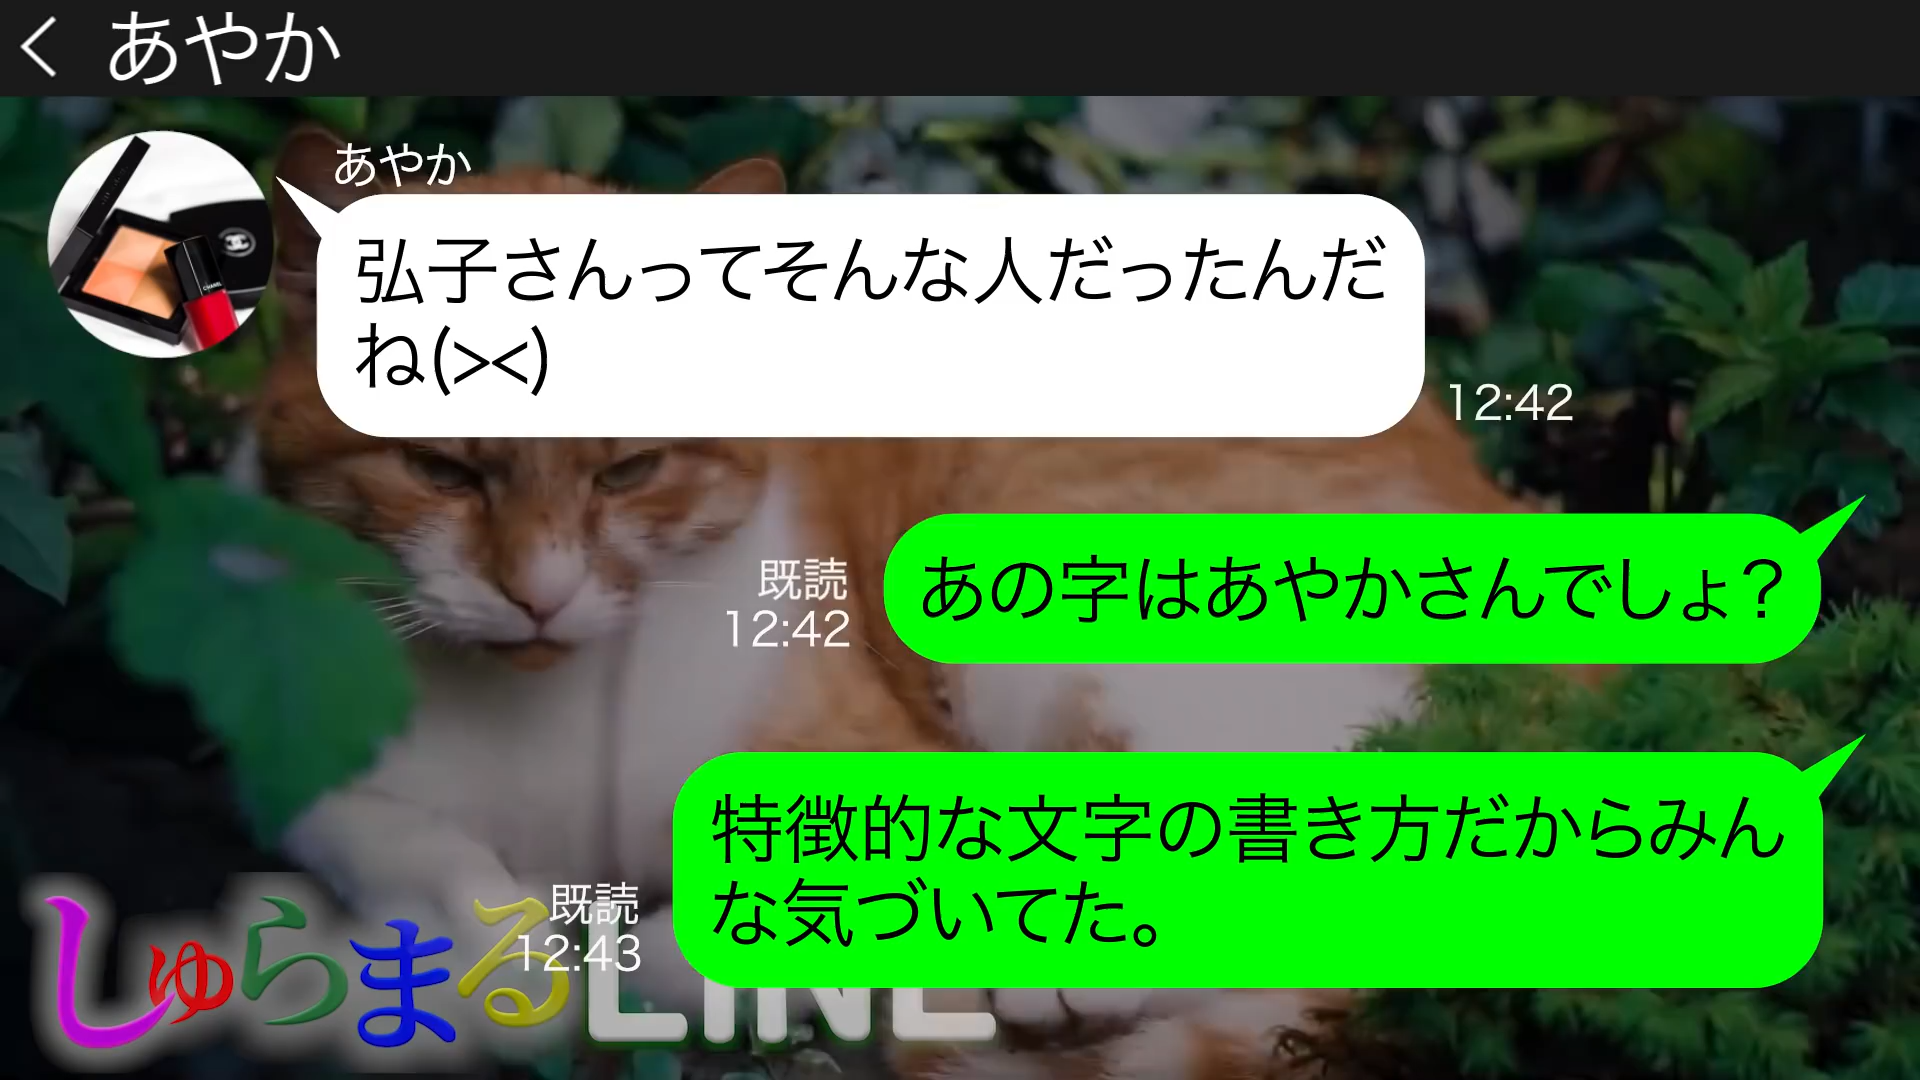 あやか
あやか
弘子さんってそんな人だったんだ
ね(><)
12:42
既読
12:42
あの字はあやかさんでしょ？
特徴的な文字の書き方だからみん
な気づいてた。
既読
12:43
しゅらまるLINE
CHANEL